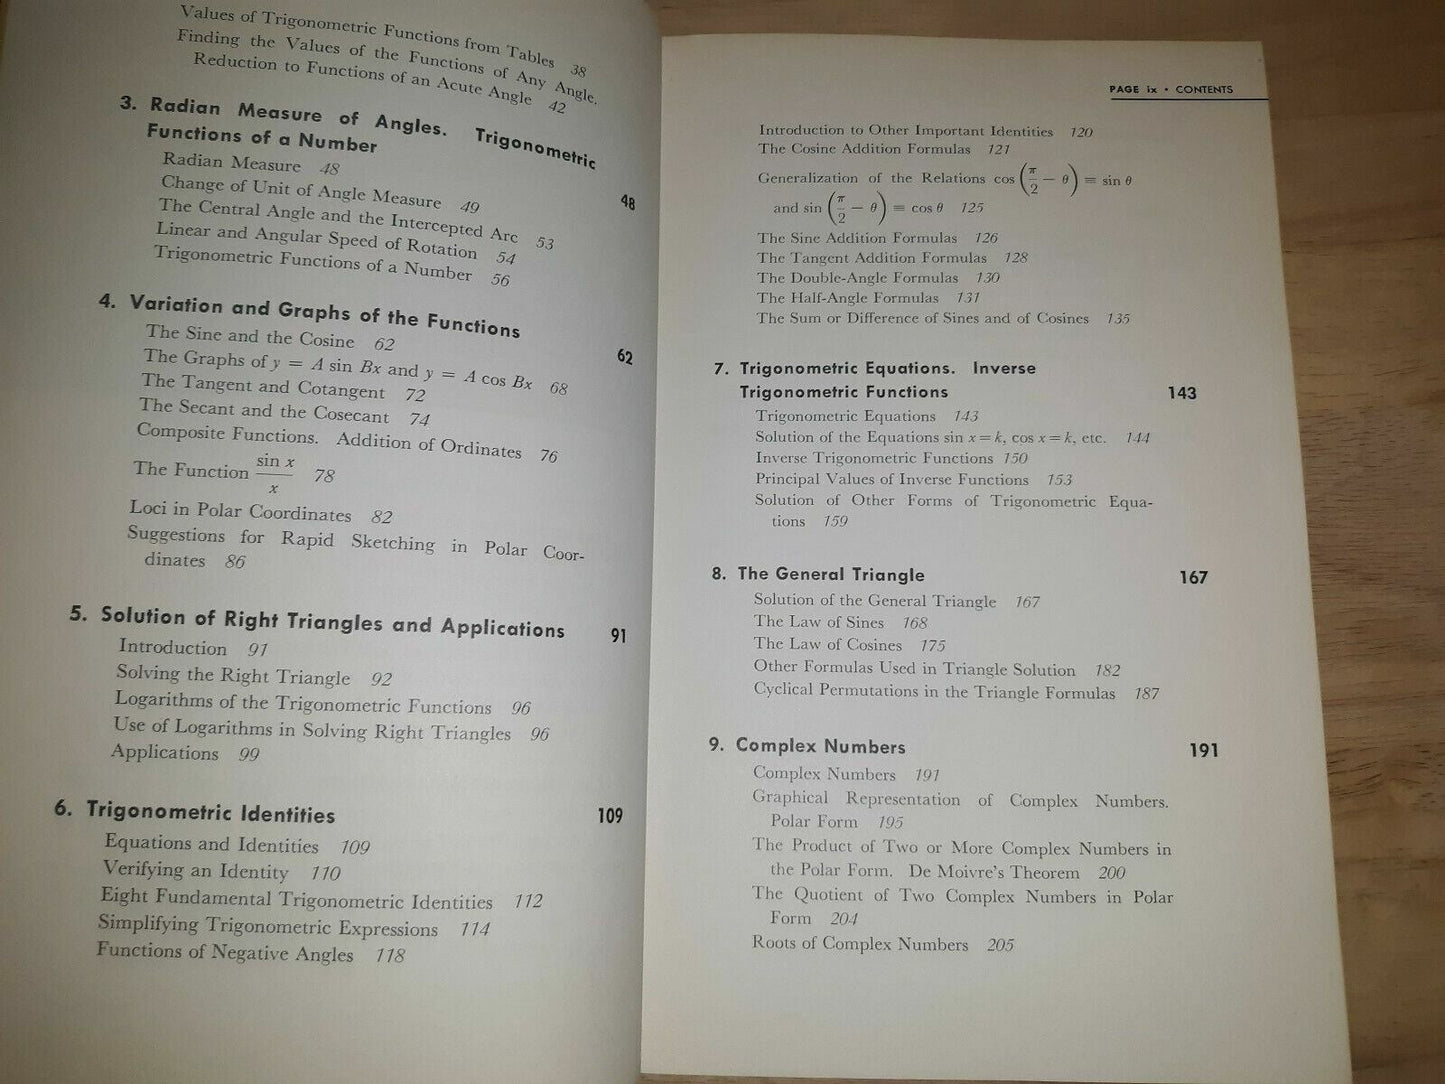 Values of Trigonometric Functions from Tables 38
Finding the Values of the Functions of Any Angle.
Reduction to Functions of an Acute Angle 42
3. Radian Measure of Angles. Trigonometric
Functions of a Number 48
Radian Measure 48
Change of Unit of Angle Measure 49
The Central Angle and the Intercepted Arc 53
Linear and Angular Speed of Rotation 54
Trigonometric Functions of a Number 56
4. Variation and Graphs of the Functions 62
The Sine and the Cosine 62
The Graphs of y = A sin Bx and y = A cos Bx 68
The Tangent and Cotangent 72
The Secant and the Cosecant 74
Composite Functions. Addition of Ordinates 76
The Function sin x / x 78
Loci in Polar Coordinates 82
Suggestions for Rapid Sketching in Polar Coor-
dinates 86
5. Solution of Right Triangles and Applications 91
Introduction 91
Solving the Right Triangle 92
Logarithms of the Trigonometric Functions 96
Use of Logarithms in Solving Right Triangles 96
Applications 99
6. Trigonometric Identities 109
Equations and Identities 109
Verifying an Identity 110
Eight Fundamental Trigonometric Identities 112
Simplifying Trigonometric Expressions 114
Functions of Negative Angles 118
PAGE ix • CONTENTS
Introduction to Other Important Identities 120
The Cosine Addition Formulas 121
Generalization of the Relations cos (π/2 − θ) ≡ sin θ
and sin (π/2 − θ) ≡ cos θ 125
The Sine Addition Formulas 126
The Tangent Addition Formulas 128
The Double-Angle Formulas 130
The Half-Angle Formulas 131
The Sum or Difference of Sines and of Cosines 135
7. Trigonometric Equations. Inverse
Trigonometric Functions 143
Trigonometric Equations 143
Solution of the Equations sin x = k, cos x = k, etc. 144
Inverse Trigonometric Functions 150
Principal Values of Inverse Functions 153
Solution of Other Forms of Trigonometric Equa-
tions 159
8. The General Triangle 167
Solution of the General Triangle 167
The Law of Sines 168
The Law of Cosines 175
Other Formulas Used in Triangle Solution 182
Cyclical Permutations in the Triangle Formulas 187
9. Complex Numbers 191
Complex Numbers 191
Graphical Representation of Complex Numbers.
Polar Form 195
The Product of Two or More Complex Numbers in
the Polar Form. De Moivre's Theorem 200
The Quotient of Two Complex Numbers in Polar
Form 204
Roots of Complex Numbers 205